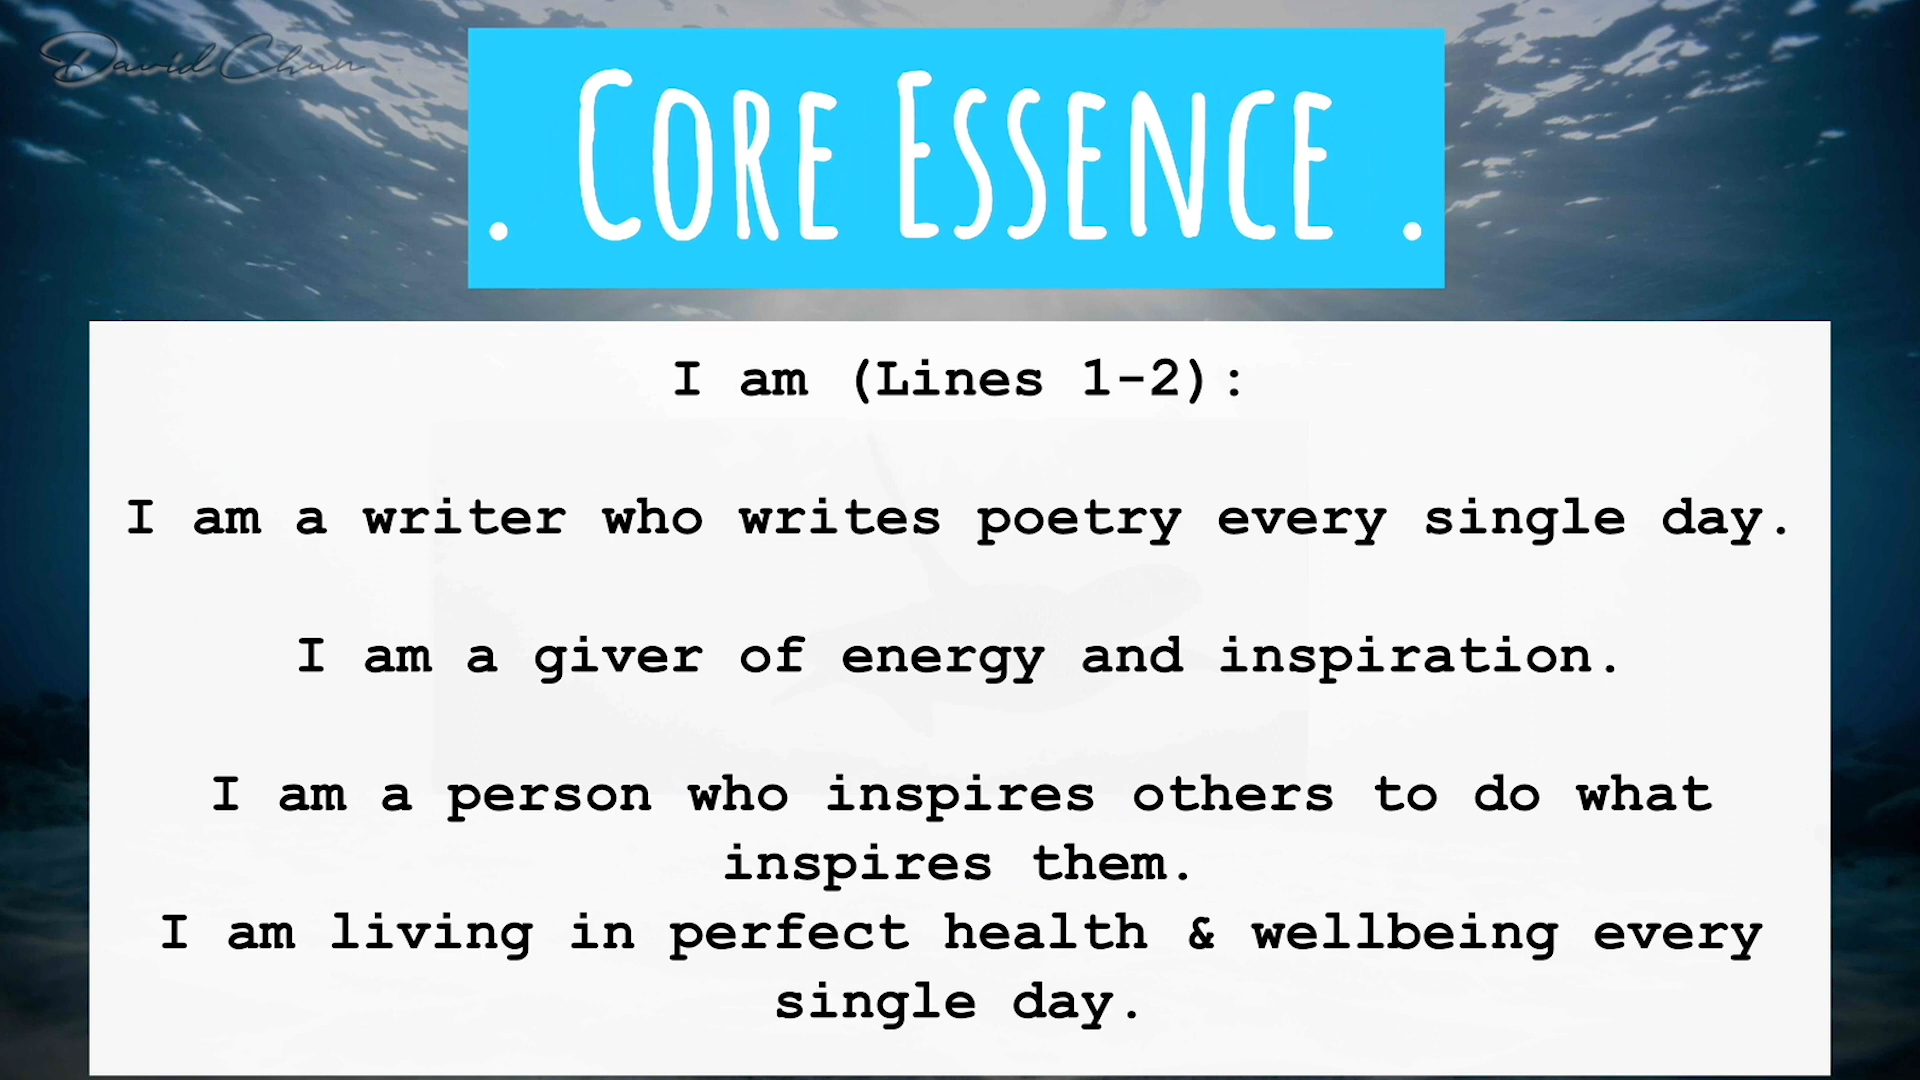 David Chun
. Core Essence .
I am (Lines 1-2):
I am a writer who writes poetry every single day.
I am a giver of energy and inspiration.
I am a person who inspires others to do what
inspires them.
I am living in perfect health & wellbeing every
single day.